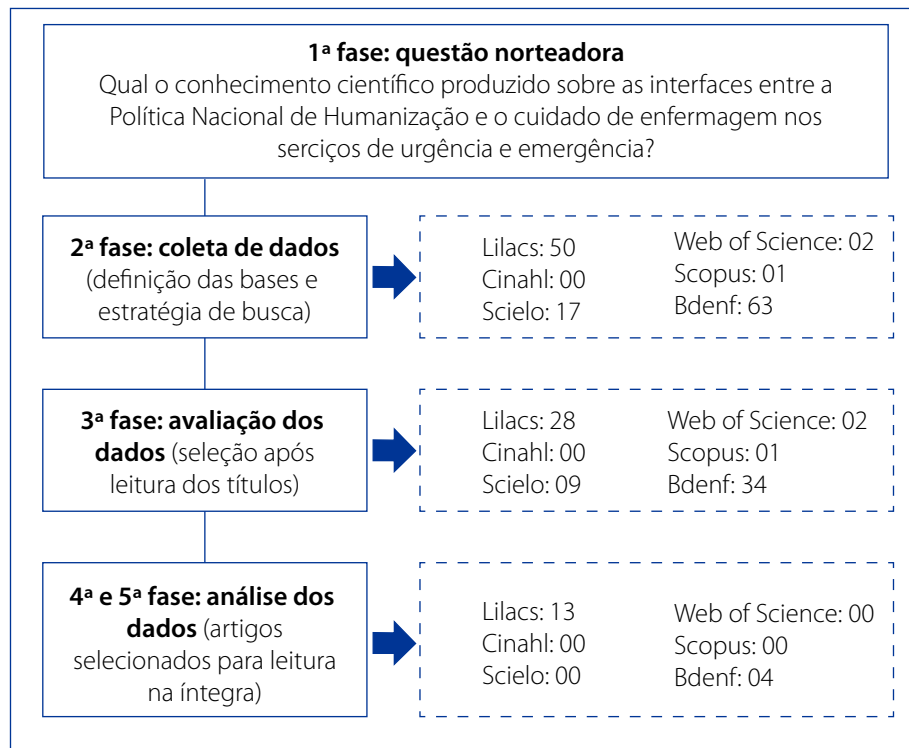 1ª fase: questão norteadora
Qual o conhecimento científico produzido sobre as interfaces entre a
Política Nacional de Humanização e o cuidado de enfermagem nos
serciços de urgência e emergência?
2ª fase: coleta de dados
(definição das bases e
estratégia de busca)
Lilacs: 50
Cinahl: 00
Scielo: 17
Web of Science: 02
Scopus: 01
Bdenf: 63
3ª fase: avaliação dos
dados (seleção após
leitura dos títulos)
Lilacs: 28
Cinahl: 00
Scielo: 09
Web of Science: 02
Scopus: 01
Bdenf: 34
4ª e 5ª fase: análise dos
dados (artigos
selecionados para leitura
na íntegra)
Lilacs: 13
Cinahl: 00
Scielo: 00
Web of Science: 00
Scopus: 00
Bdenf: 04